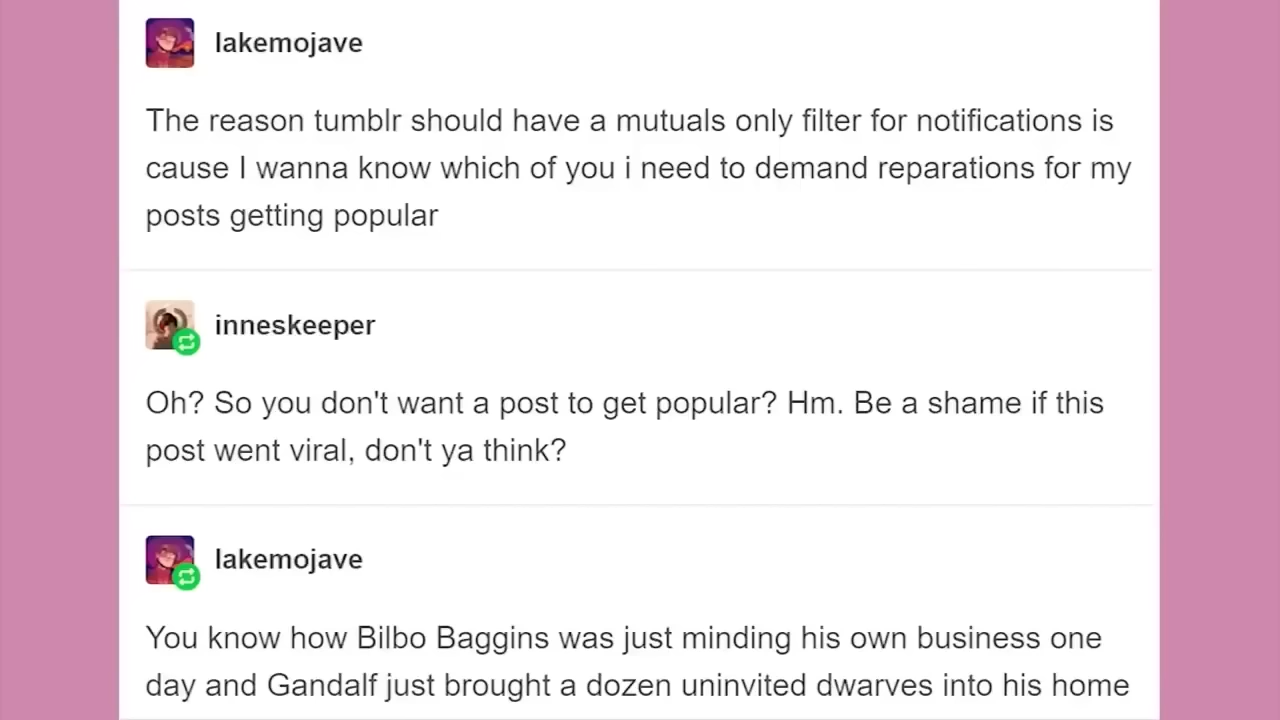 lakemojave
The reason tumblr should have a mutuals only filter for notifications is
cause I wanna know which of you i need to demand reparations for my
posts getting popular
inneskeeper
Oh? So you don't want a post to get popular? Hm. Be a shame if this
post went viral, don't ya think?
lakemojave
You know how Bilbo Baggins was just minding his own business one
day and Gandalf just brought a dozen uninvited dwarves into his home